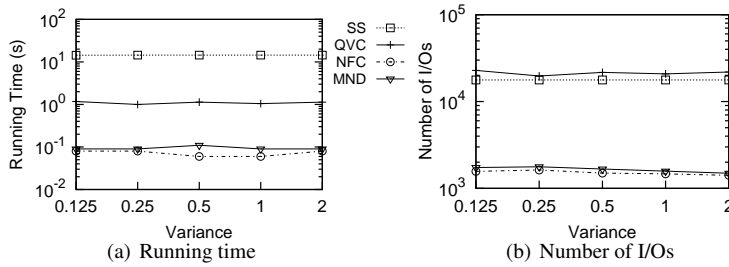 Running Time (s)
10^2
10^1
10^0
10^-1
10^-2
0.125 0.25 0.5 1 2
Variance
(a) Running time
SS
QVC
NFC
MND
Number of I/Os
10^5
10^4
10^3
0.125 0.25 0.5 1 2
Variance
(b) Number of I/Os